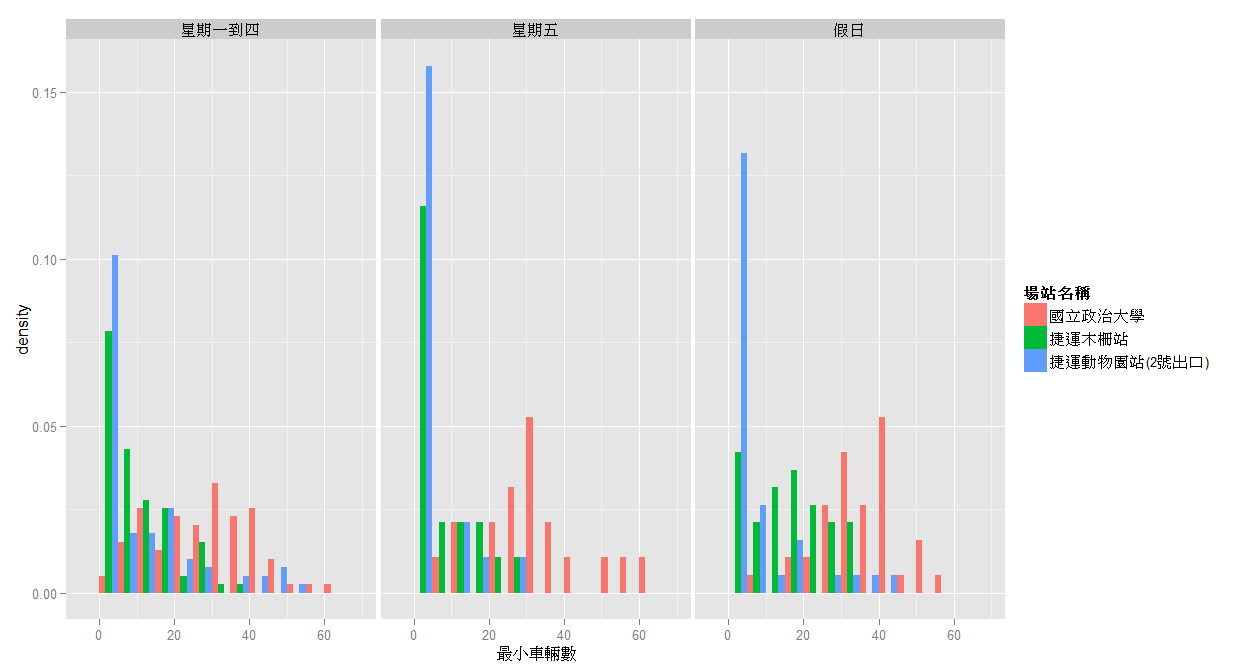 星期一到四
星期五
假日
0.15
0.10
0.05
0.00
density
0 20 40 60
0 20 40 60
0 20 40 60
最小車輛數
場站名稱
國立政治大學
捷運木柵站
捷運動物園站(2號出口)